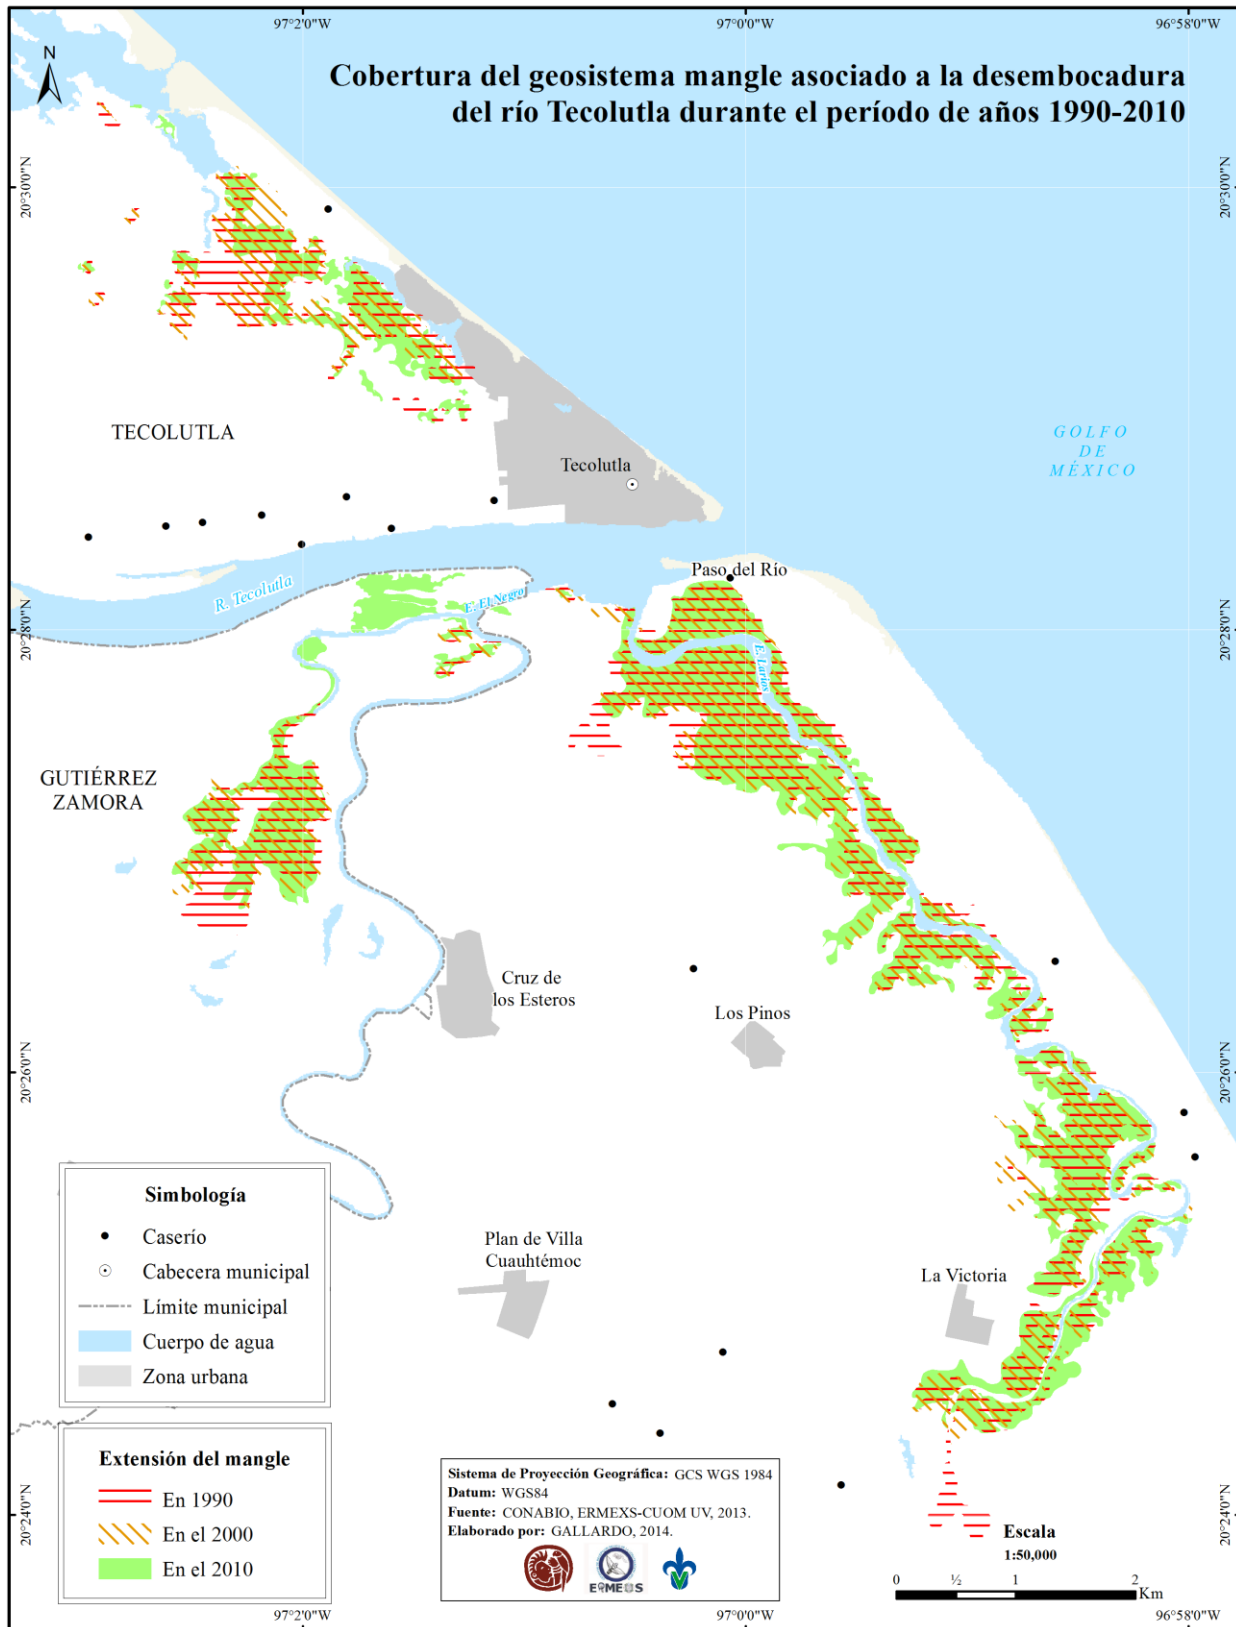 97°2'0"W
97°0'0"W
96°58'0"W
N
Cobertura del geosistema mangle asociado a la desembocadura
del río Tecolutla durante el período de años 1990-2010
20°30'0"N
20°30'0"N
TECOLUTLA
GOLFO
DE
MÉXICO
Tecolutla
Paso del Río
R. Tecolutla
E. El Negro
20°28'0"N
20°28'0"N
E. Larios
GUTIÉRREZ
ZAMORA
Cruz de
los Esteros
Los Pinos
20°26'0"N
20°26'0"N
Plan de Villa
Cuauhtémoc
La Victoria
Simbología
Caserío
Cabecera municipal
Límite municipal
Cuerpo de agua
Zona urbana
Extensión del mangle
En 1990
En el 2000
En el 2010
Sistema de Proyección Geográfica: GCS WGS 1984
Datum: WGS84
Fuente: CONABIO, ERMEXS-CUOM UV, 2013.
Elaborado por: GALLARDO, 2014.
20°24'0"N
20°24'0"N
Escala
1:50,000
0 ½ 1 2
Km
97°2'0"W
97°0'0"W
96°58'0"W